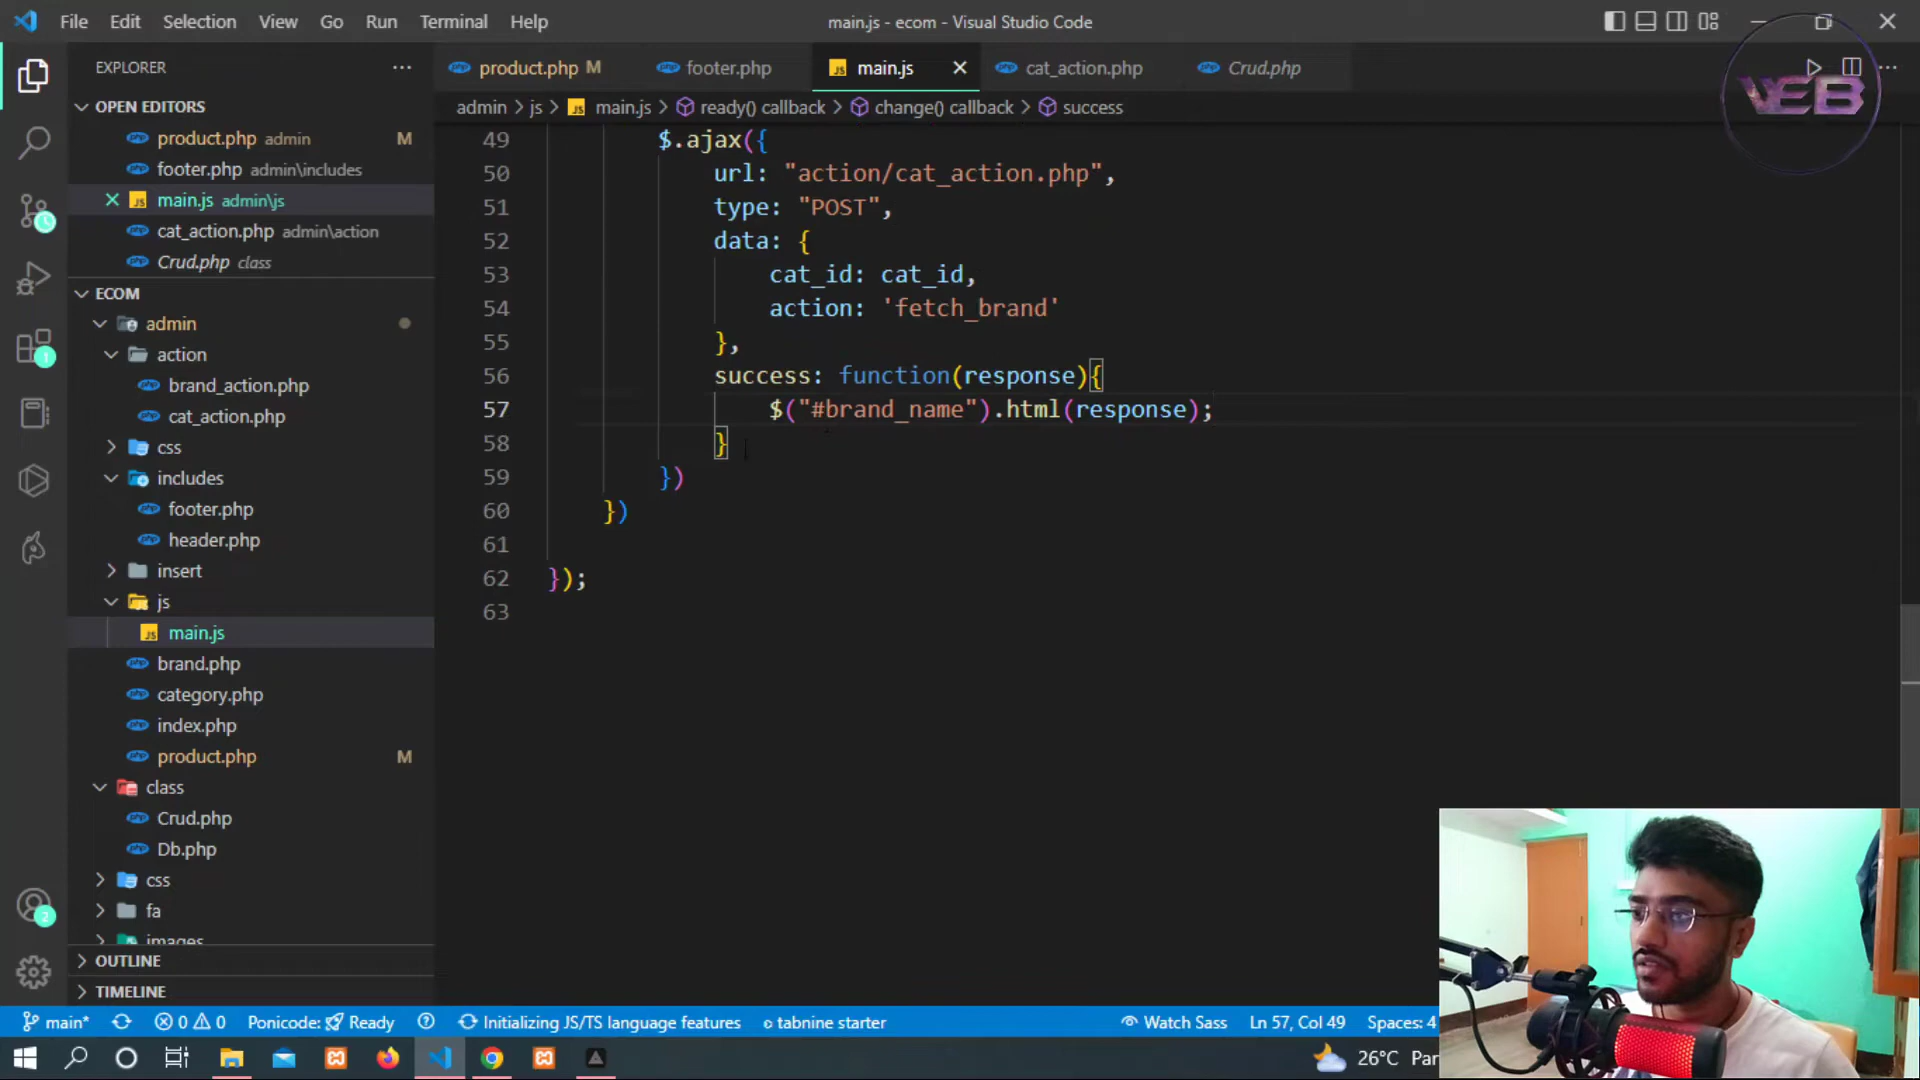 File Edit Selection View Go Run Terminal Help
main.js - ecom - Visual Studio Code
EXPLORER
product.php M
footer.php
main.js
cat_action.php
Crud.php
VEB
admin > js > main.js > ready() callback > change() callback > success
OPEN EDITORS
product.php admin M
footer.php admin\includes
main.js admin\js
cat_action.php admin\action
Crud.php class
ECOM
admin
action
brand_action.php
cat_action.php
css
includes
footer.php
header.php
insert
js
main.js
brand.php
category.php
index.php
product.php M
class
Crud.php
Db.php
css
fa
images
OUTLINE
TIMELINE
49 $.ajax({
50 url: "action/cat_action.php",
51 type: "POST",
52 data: {
53 cat_id: cat_id,
54 action: 'fetch_brand'
55 },
56 success: function(response){
57 $("#brand_name").html(response);
58 }
59 })
60 })
61
62 });
63
main* 0 0 Ponicode: Ready Initializing JS/TS language features tabnine starter Watch Sass Ln 57, Col 49 Spaces: 4
26°C Par